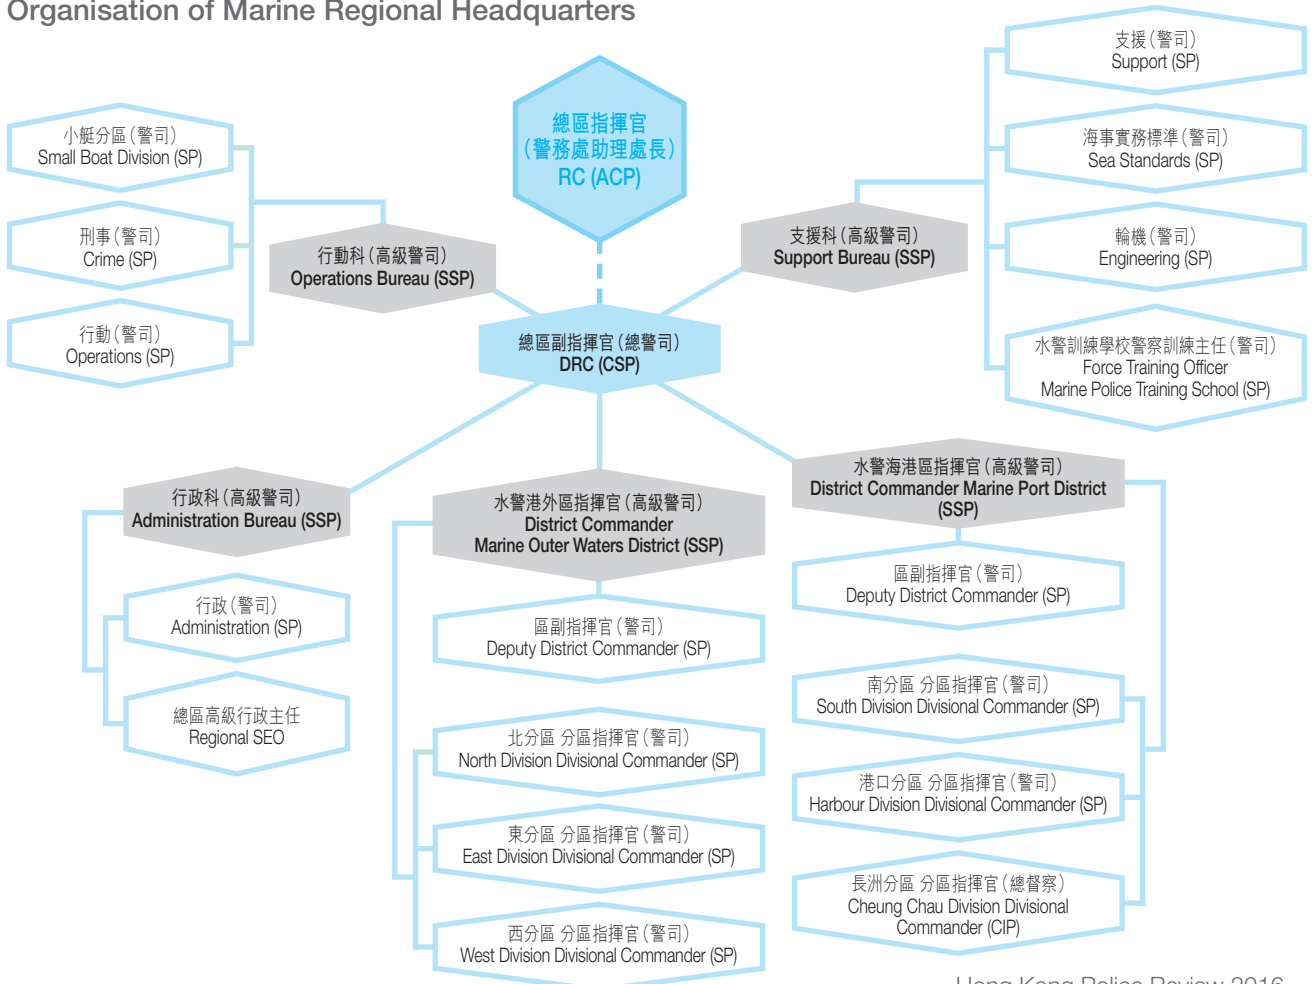 Organisation of Marine Regional Headquarters
總區指揮官
（警務處助理處長）
RC (ACP)
小艇分區（警司）
Small Boat Division (SP)
刑事（警司）
Crime (SP)
行動（警司）
Operations (SP)
行動科（高級警司）
Operations Bureau (SSP)
支援科（高級警司）
Support Bureau (SSP)
支援（警司）
Support (SP)
海事實務標準（警司）
Sea Standards (SP)
輪機（警司）
Engineering (SP)
水警訓練學校警察訓練主任（警司）
Force Training Officer
Marine Police Training School (SP)
總區副指揮官（總警司）
DRC (CSP)
行政科（高級警司）
Administration Bureau (SSP)
行政（警司）
Administration (SP)
總區高級行政主任
Regional SEO
水警港外區指揮官（高級警司）
District Commander
Marine Outer Waters District (SSP)
區副指揮官（警司）
Deputy District Commander (SP)
北分區 分區指揮官（警司）
North Division Divisional Commander (SP)
東分區 分區指揮官（警司）
East Division Divisional Commander (SP)
西分區 分區指揮官（警司）
West Division Divisional Commander (SP)
水警海港區指揮官（高級警司）
District Commander Marine Port District
(SSP)
區副指揮官（警司）
Deputy District Commander (SP)
南分區 分區指揮官（警司）
South Division Divisional Commander (SP)
港口分區 分區指揮官（警司）
Harbour Division Divisional Commander (SP)
長洲分區 分區指揮官（總督察）
Cheung Chau Division Divisional
Commander (CIP)
Hong Kong Police Review 2016